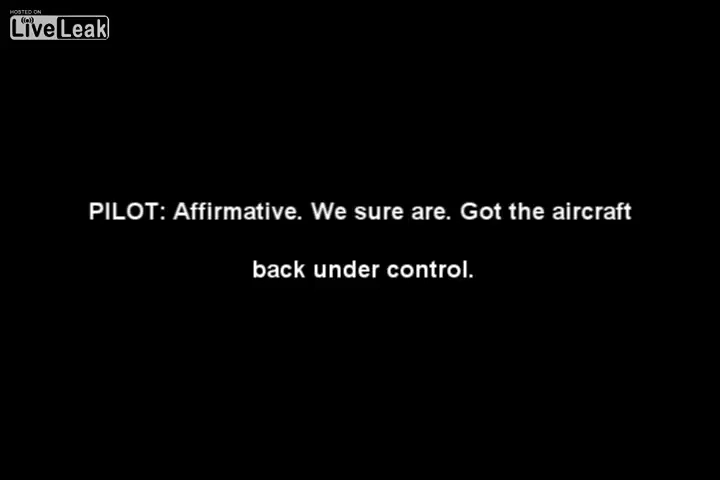 HOSTED ON
LiveLeak
PILOT: Affirmative. We sure are. Got the aircraft
back under control.